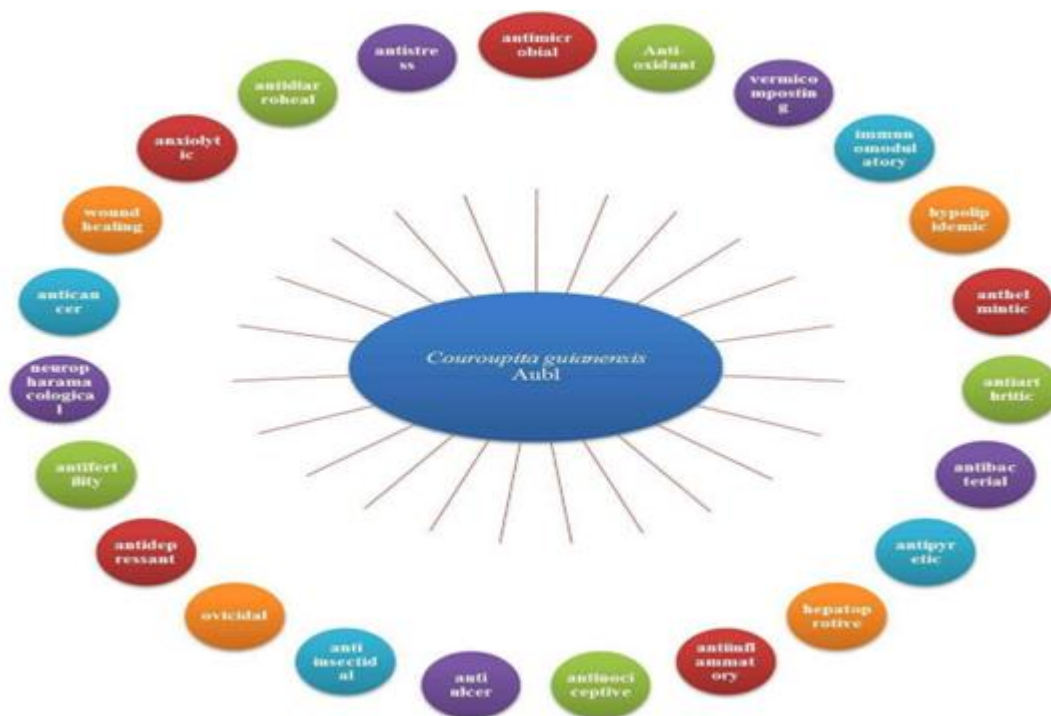 antimicr
obial
Anti
oxidant
vermico
mpostin
g
immun
omodul
atory
hypolip
idemic
anthel
mintic
antiart
hritic
antibac
terial
antipyr
etic
hepatop
rotive
antiinfl
ammat
ory
antinoci
ceptive
anti
ulcer
anti
insectid
al
ovicidal
antidep
ressant
antifert
ility
neurop
harama
cologica
l
antican
cer
wound
healing
anxiolyt
ic
antidiar
roheal
antistre
ss
Couroupita guianensis
Aubl